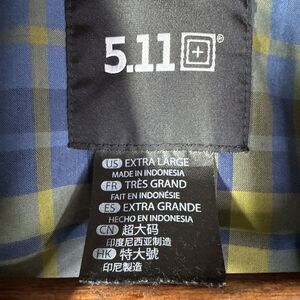 5.11®
US EXTRA LARGE
MADE IN INDONESIA
FR TRÈS GRAND
FAIT EN INDONÉSIE
ES EXTRA GRANDE
HECHO EN INDONESIA
CN 超大码
印度尼西亚制造
HK 特大號
印尼製造